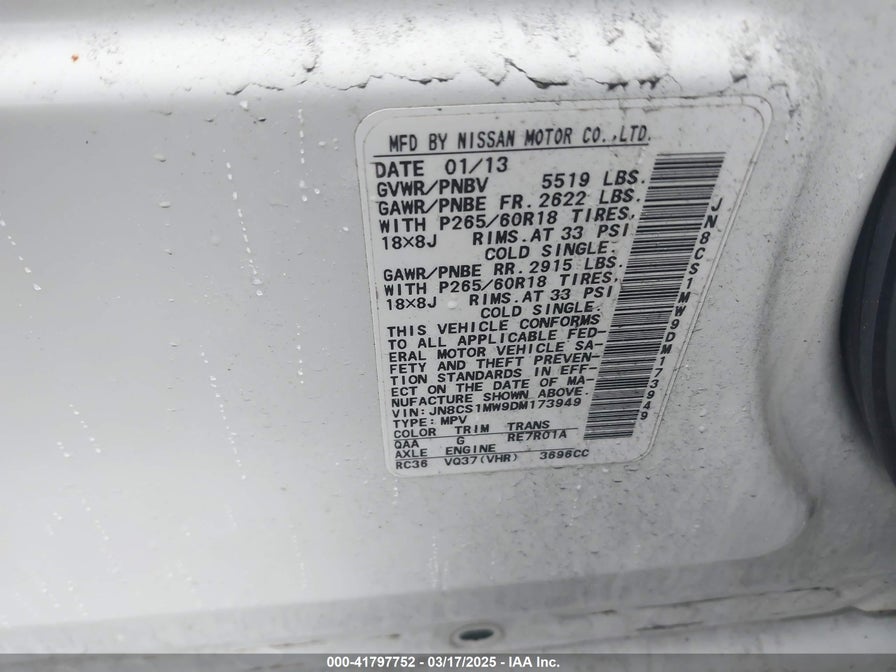 MFD BY NISSAN MOTOR CO.,LTD.
DATE 01/13
GVWR/PNBV 5519 LBS.
GAWR/PNBE FR. 2622 LBS.
WITH P265/60R18 TIRES,
18×8J RIMS. AT 33 PSI
COLD SINGLE.
GAWR/PNBE RR. 2915 LBS.
WITH P265/60R18 TIRES,
18×8J RIMS. AT 33 PSI
COLD SINGLE.
THIS VEHICLE CONFORMS
TO ALL APPLICABLE FED-
ERAL MOTOR VEHICLE SA-
FETY AND THEFT PREVEN-
TION STANDARDS IN EFF-
ECT ON THE DATE OF MA-
NUFACTURE SHOWN ABOVE.
VIN: JN8CS1MW9DM173949
TYPE: MPV
COLOR TRIM TRANS
QAA G RE7R01A
AXLE ENGINE
RC36 VQ37(VHR) 3696CC
JN8CS1MW9DM173949
000-41797752 - 03/17/2025 - IAA Inc.